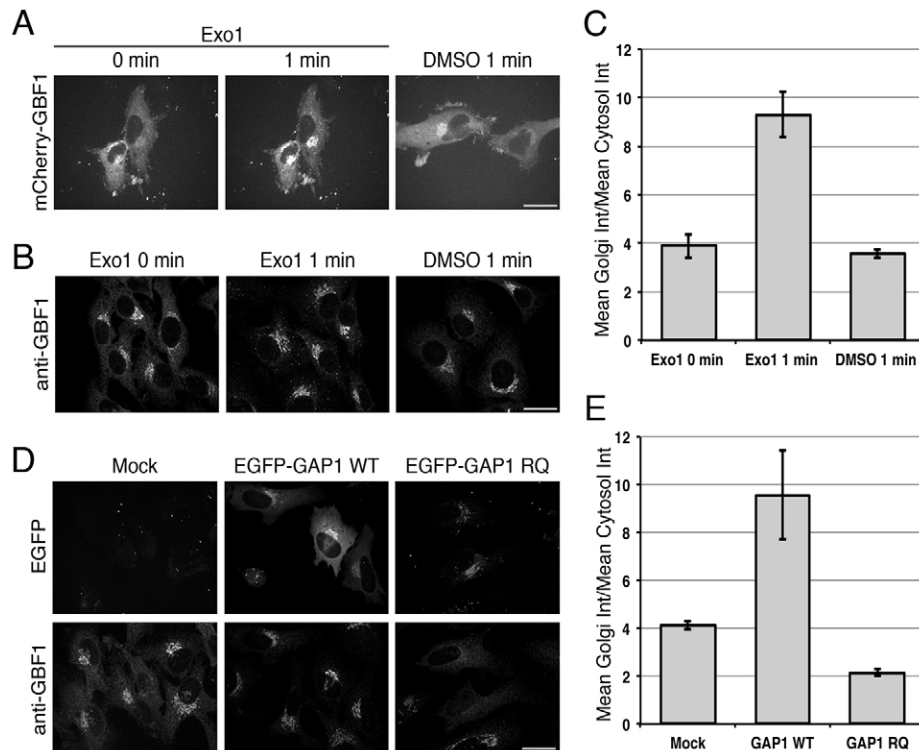 A
Exo1
0 min 1 min DMSO 1 min
mCherry-GBF1
B
Exo1 0 min Exo1 1 min DMSO 1 min
anti-GBF1
C
Mean Golgi Int/Mean Cytosol Int
12
10
8
6
4
2
0
Exo1 0 min Exo1 1 min DMSO 1 min
D
Mock EGFP-GAP1 WT EGFP-GAP1 RQ
EGFP
anti-GBF1
E
Mean Golgi Int/Mean Cytosol Int
12
10
8
6
4
2
0
Mock GAP1 WT GAP1 RQ